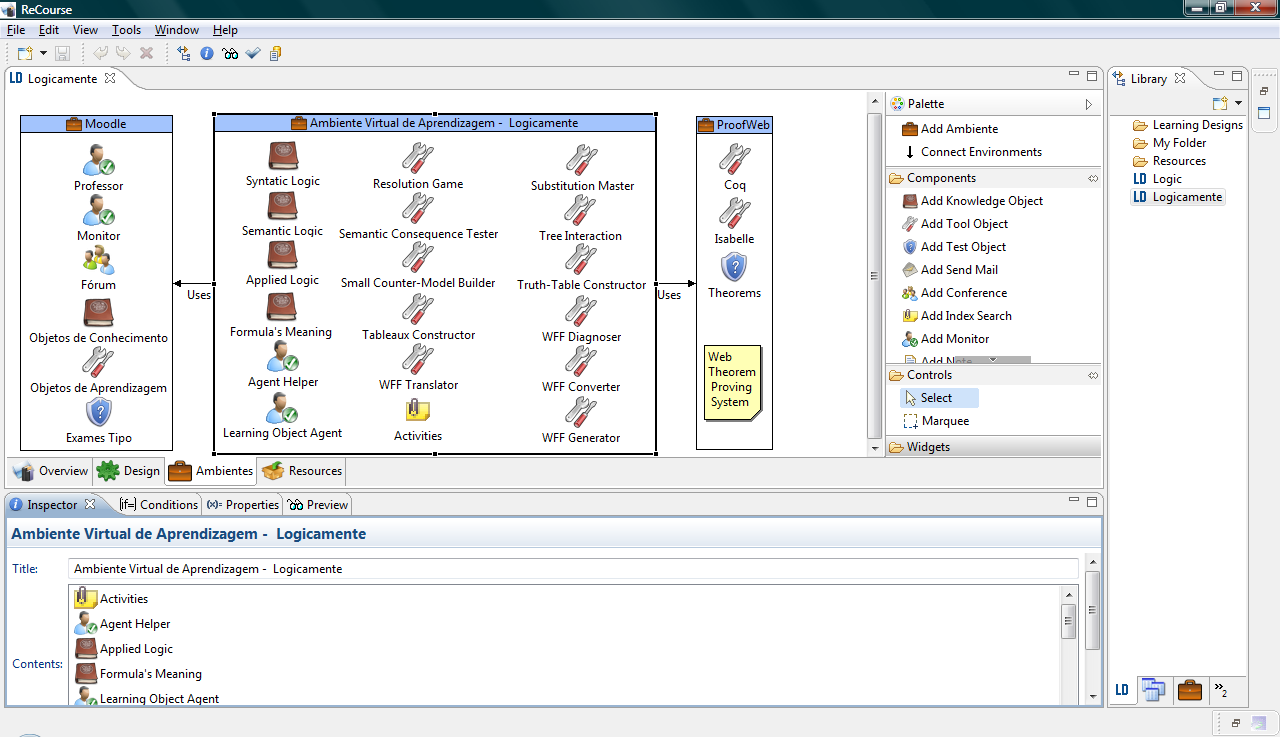 ReCourse
File Edit View Tools Window Help
LD Logicamente
Moodle
Professor
Monitor
Fórum
Objetos de Conhecimento
Objetos de Aprendizagem
Exames Tipo
Uses
Ambiente Virtual de Aprendizagem - Logicamente
Syntatic Logic
Semantic Logic
Applied Logic
Formula's Meaning
Agent Helper
Learning Object Agent
Resolution Game
Semantic Consequence Tester
Small Counter-Model Builder
Tableaux Constructor
WFF Translator
Activities
Substitution Master
Tree Interaction
Truth-Table Constructor
WFF Diagnoser
WFF Converter
WFF Generator
Uses
ProofWeb
Coq
Isabelle
Theorems
Web
Theorem
Proving
System
Palette
Add Ambiente
Connect Environments
Components
Add Knowledge Object
Add Tool Object
Add Test Object
Add Send Mail
Add Conference
Add Index Search
Add Monitor
Add Note
Controls
Select
Marquee
Widgets
Overview Design Ambientes Resources
Library
Learning Designs
My Folder
Resources
LD Logic
LD Logicamente
Inspector [if=] Conditions (x)= Properties Preview
Ambiente Virtual de Aprendizagem - Logicamente
Title: Ambiente Virtual de Aprendizagem - Logicamente
Contents:
Activities
Agent Helper
Applied Logic
Formula's Meaning
Learning Object Agent
LD »2